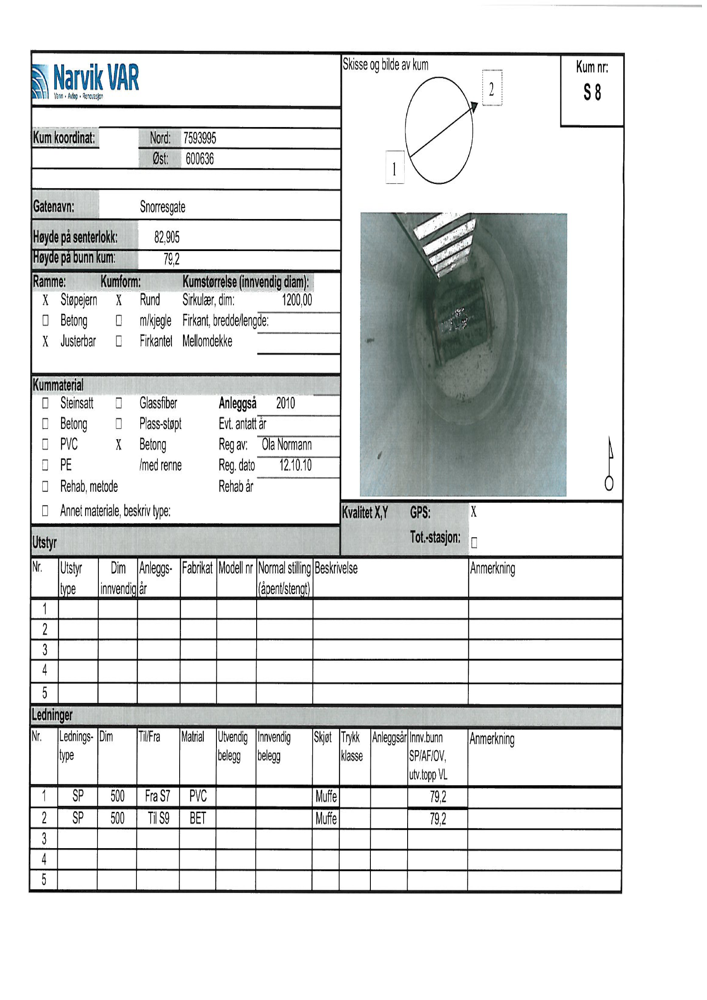 Narvik VAR
Vann • Avløp • Renovasjon
Skisse og bilde av kum
2
1
Kum nr:
S 8
Kum koordinat: Nord: 7593995
Øst: 600636
Gatenavn: Snorresgate
Høyde på senterlokk: 82,905
Høyde på bunn kum: 79,2
Ramme: Kumform: Kumstørrelse (innvendig diam):
X Støpejern X Rund Sirkulær, dim: 1200,00
□ Betong □ m/kjegle Firkant, bredde/lengde:
X Justerbar □ Firkantet Mellomdekke
Kummaterial
□ Steinsatt □ Glassfiber Anleggså 2010
□ Betong □ Plass-støpt Evt. antatt år
□ PVC X Betong Reg av: Ola Normann
□ PE /med renne Reg. dato 12.10.10
□ Rehab, metode Rehab år
□ Annet materiale, beskriv type:
Kvalitet X,Y GPS: X
Tot.-stasjon: □
Utstyr
Nr. Utstyr type Dim innvendig Anleggs-år Fabrikat Modell nr Normal stilling (åpent/stengt) Beskrivelse Anmerkning
1
2
3
4
5
Ledninger
Nr. Lednings-type Dim Til/Fra Matrial Utvendig belegg Innvendig belegg Skjøt Trykk klasse Anleggsår Innv.bunn SP/AF/OV, utv.topp VL Anmerkning
1 SP 500 Fra S7 PVC Muffe 79,2
2 SP 500 Til S9 BET Muffe 79,2
3
4
5